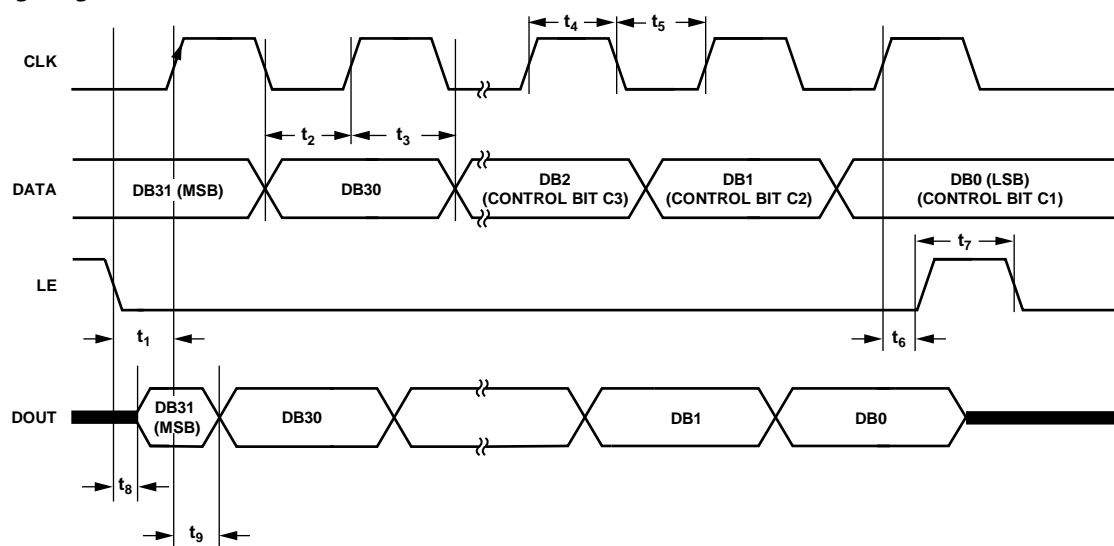 t4
t5
CLK
t2
t3
DATA
DB31 (MSB)
DB30
DB2
(CONTROL BIT C3)
DB1
(CONTROL BIT C2)
DB0 (LSB)
(CONTROL BIT C1)
t7
LE
t1
t6
DOUT
DB31
(MSB)
DB30
DB1
DB0
t8
t9